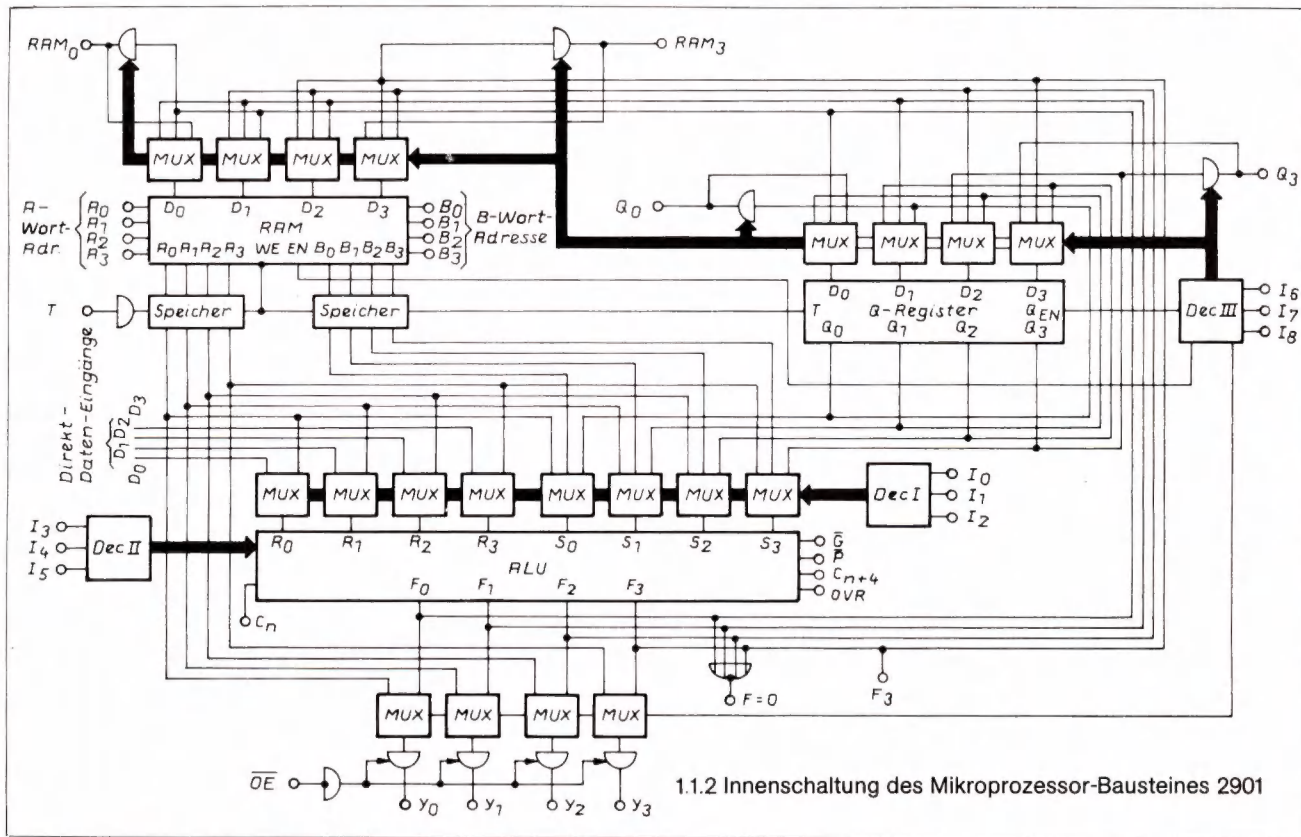 RAM0 RAM3
MUX MUX MUX MUX
Q3
Q0
A-Wort-Adr. A0 A1 A2 A3
D0 D1 D2 D3
RAM
A0 A1 A2 A3 WE EN B0 B1 B2 B3
B0 B1 B2 B3 B-Wort-Adresse
MUX MUX MUX MUX
T
Speicher Speicher
D0 D1 D2 D3
T Q-Register QEN
Q0 Q1 Q2 Q3
Dec III
I6
I7
I8
Direkt
Daten-Eingänge
D0 D1 D2 D3
MUX MUX MUX MUX MUX MUX MUX MUX
Dec I
I0
I1
I2
I3
I4
I5
Dec II
R0 R1 R2 R3 S0 S1 S2 S3
ALU
F0 F1 F2 F3
G̅
P̅
Cn+4
OVR
Cn
F=0
F3
MUX MUX MUX MUX
O̅E̅
y0 y1 y2 y3
1.1.2 Innenschaltung des Mikroprozessor-Bausteines 2901